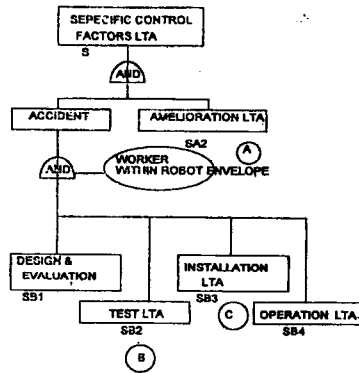 SEPECIFIC CONTROL
FACTORS LTA
S
AND
ACCIDENT
AMELIORATION LTA
SA2
A
AND
WORKER
WITHIN ROBOT ENVELOPE
DESIGN &
EVALUATION
SB1
INSTALLATION
LTA
SB3
TEST LTA
SB2
C
OPERATION LTA
SB4
B